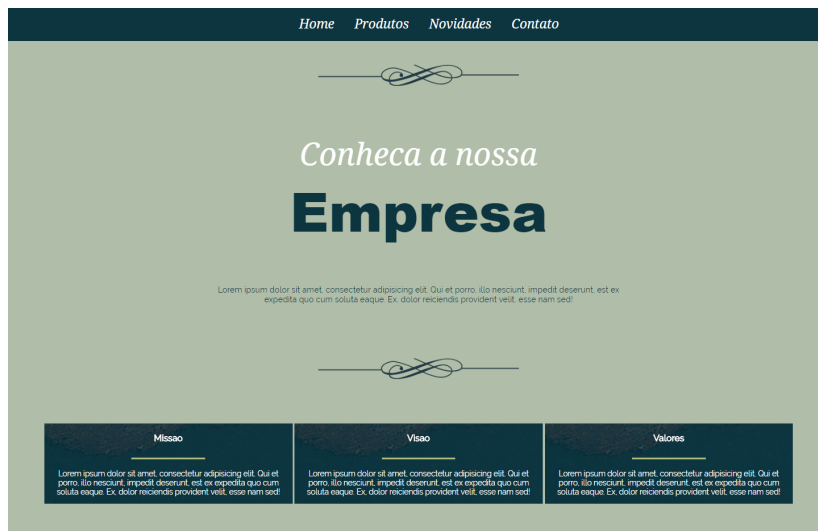 Home Produtos Novidades Contato
Conheca a nossa
Empresa
Lorem ipsum dolor sit amet, consectetur adipisicing elit. Qui et porro, illo nesciunt, impedit deserunt, est ex
expedita quo cum soluta eaque. Ex, dolor reiciendis provident velit, esse nam sed!
Missao
Lorem ipsum dolor sit amet, consectetur adipisicing elit. Qui et
porro, illo nesciunt, impedit deserunt, est ex expedita quo cum
soluta eaque. Ex, dolor reiciendis provident velit, esse nam sed!
Visao
Lorem ipsum dolor sit amet, consectetur adipisicing elit. Qui et
porro, illo nesciunt, impedit deserunt, est ex expedita quo cum
soluta eaque. Ex, dolor reiciendis provident velit, esse nam sed!
Valores
Lorem ipsum dolor sit amet, consectetur adipisicing elit. Qui et
porro, illo nesciunt, impedit deserunt, est ex expedita quo cum
soluta eaque. Ex, dolor reiciendis provident velit, esse nam sed!